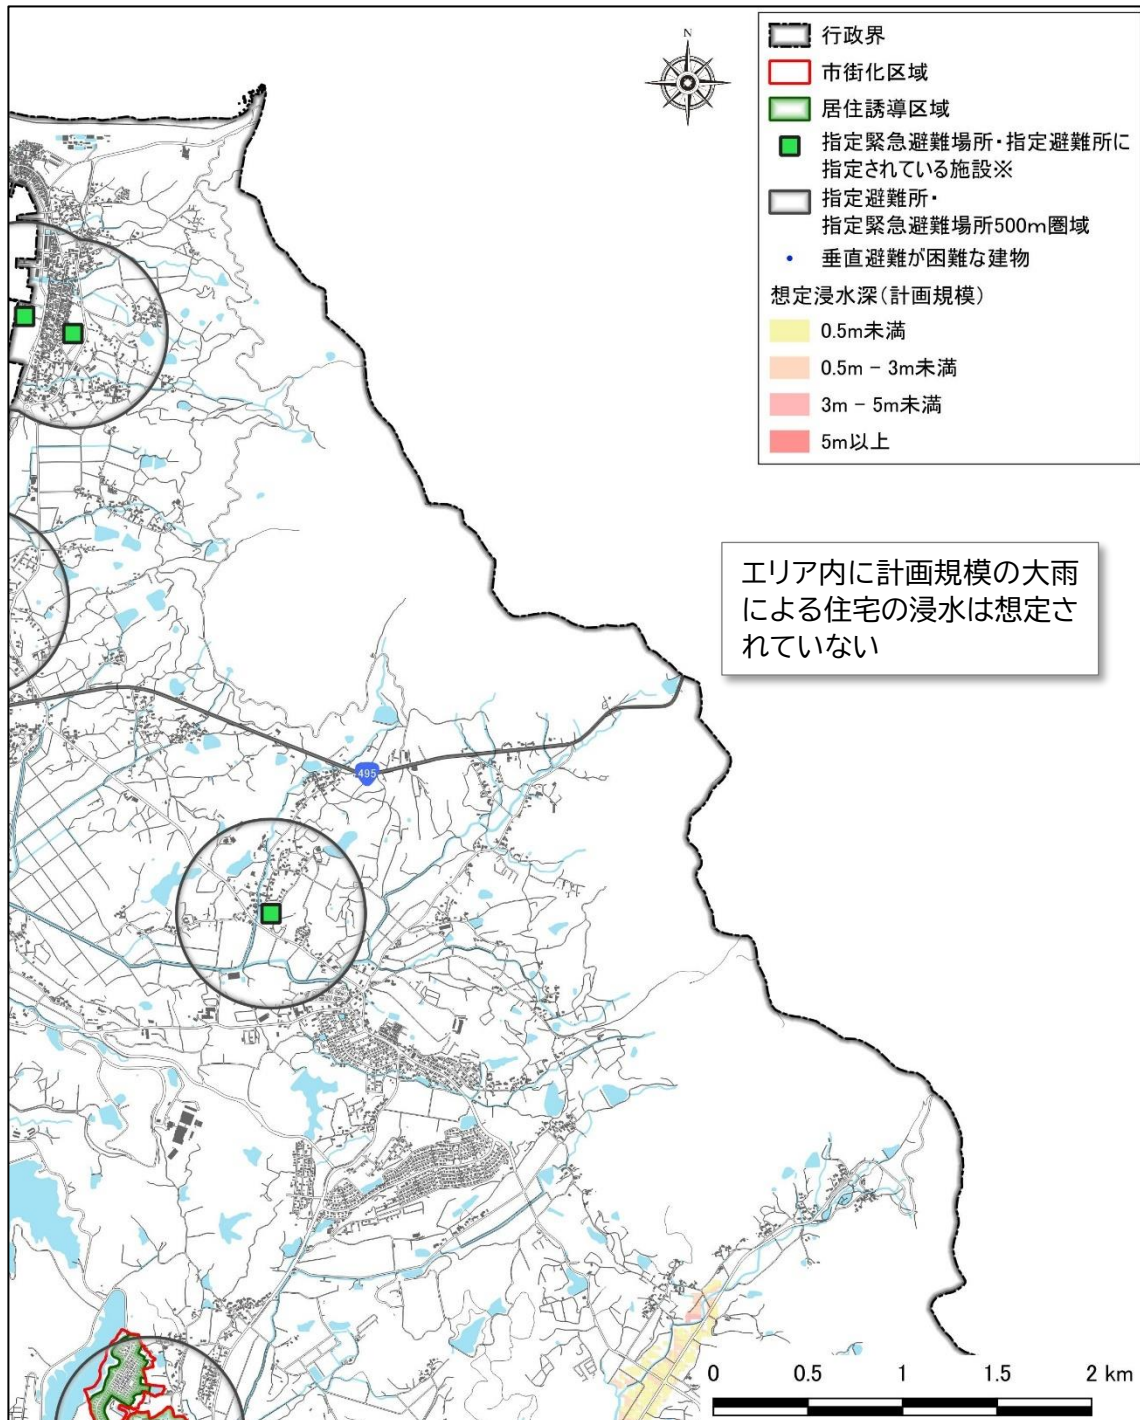 N
行政界
市街化区域
居住誘導区域
指定緊急避難場所・指定避難所に
指定されている施設※
指定避難所・
指定緊急避難場所500m圏域
垂直避難が困難な建物
想定浸水深(計画規模)
0.5m未満
0.5m − 3m未満
3m − 5m未満
5m以上
エリア内に計画規模の大雨
による住宅の浸水は想定さ
れていない
495
0 0.5 1 1.5 2 km